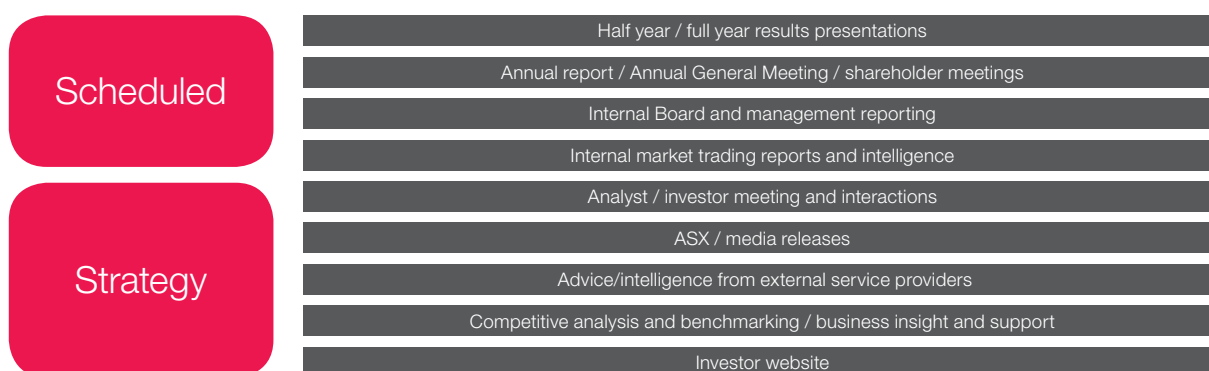 Scheduled
Half year / full year results presentations
Annual report / Annual General Meeting / shareholder meetings
Internal Board and management reporting
Internal market trading reports and intelligence
Strategy
Analyst / investor meeting and interactions
ASX / media releases
Advice/intelligence from external service providers
Competitive analysis and benchmarking / business insight and support
Investor website